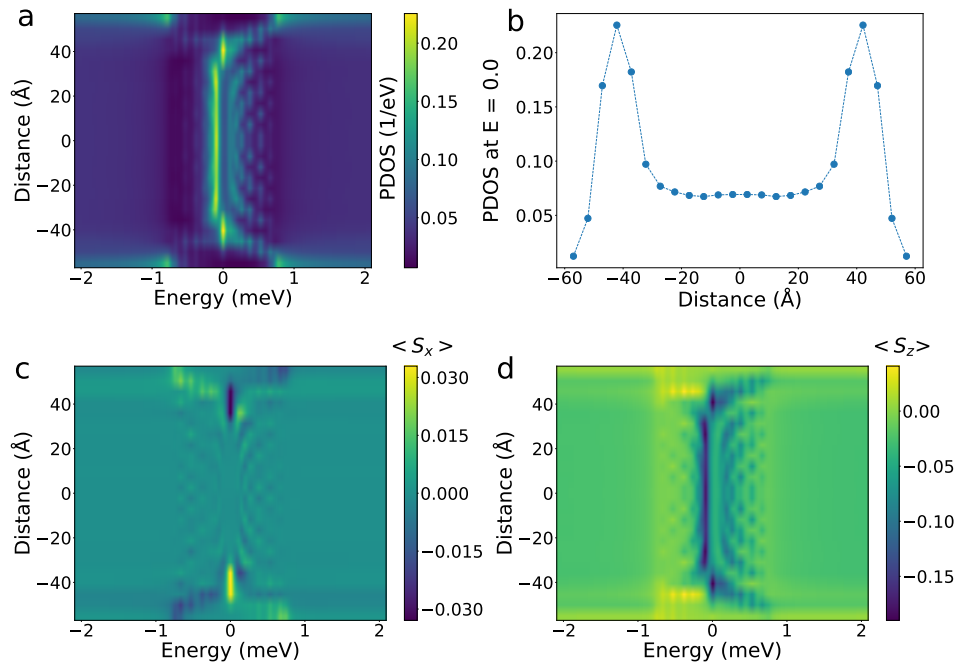 a
40
20
0
−20
−40
Distance (Å)
−2 −1 0 1 2
Energy (meV)
0.20
0.15
0.10
0.05
PDOS (1/eV)
b
0.20
0.15
0.10
0.05
PDOS at E = 0.0
−60 −40 −20 0 20 40 60
Distance (Å)
c
40
20
0
−20
−40
Distance (Å)
−2 −1 0 1 2
Energy (meV)
< Sx >
0.030
0.015
0.000
−0.015
−0.030
d
40
20
0
−20
−40
Distance (Å)
−2 −1 0 1 2
Energy (meV)
< Sz >
0.00
−0.05
−0.10
−0.15